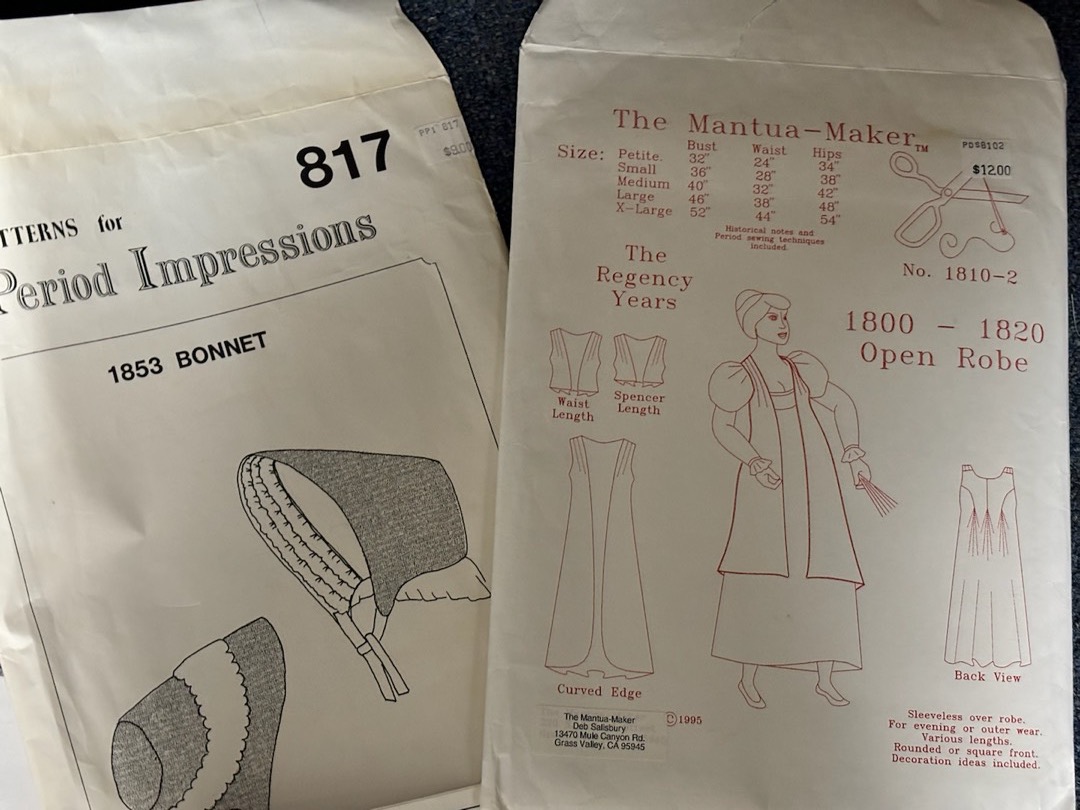 PPI 817
$9.00
817
TTERNS for
Period Impressions
1853 BONNET
The Mantua-Maker TM
PDS8102
$12.00
Size:
Bust Waist Hips
Petite. 32" 24" 34"
Small 36" 28" 38"
Medium 40" 32" 42"
Large 46" 38" 48"
X-Large 52" 44" 54"
Historical notes and
Period sewing techniques
included.
No. 1810-2
The
Regency
Years
1800 - 1820
Open Robe
Waist
Length
Spencer
Length
Curved Edge
Back View
The Mantua-Maker
Deb Salisbury
13470 Mule Canyon Rd.
Grass Valley, CA 95945
©1995
Sleeveless over robe.
For evening or outer wear.
Various lengths.
Rounded or square front.
Decoration ideas included.